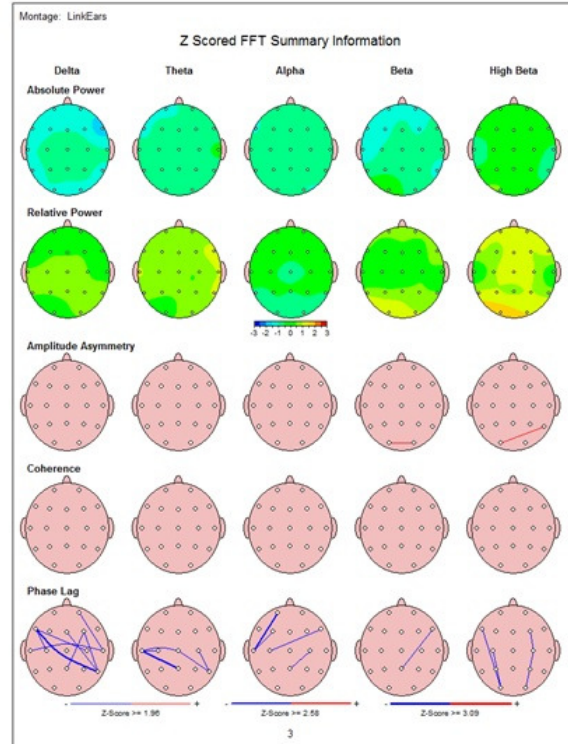 Montage: LinkEars
Z Scored FFT Summary Information
Delta Theta Alpha Beta High Beta
Absolute Power
Relative Power
-3 -2 -1 0 1 2 3
Amplitude Asymmetry
Coherence
Phase Lag
- + - + - +
Z-Score >= 1.96 Z-Score >= 2.58 Z-Score >= 3.09
3